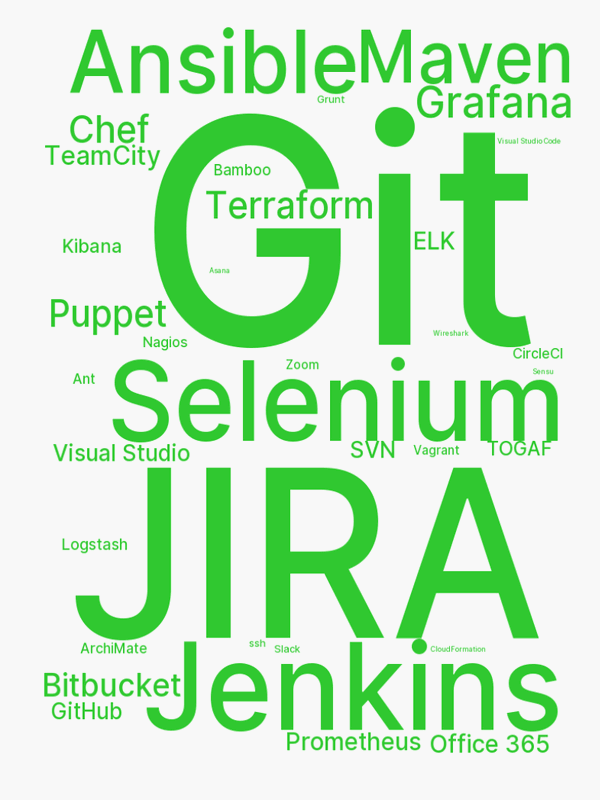 Ansible
Maven
Grunt
Grafana
Chef
TeamCity
Git
Visual Studio Code
Bamboo
Terraform
Kibana
ELK
Asana
Puppet
Nagios
Wireshark
CircleCI
Ant
Selenium
Zoom
Sensu
Visual Studio
SVN
Vagrant
TOGAF
JIRA
Logstash
ArchiMate
ssh
Slack
CloudFormation
Bitbucket
Jenkins
GitHub
Prometheus
Office 365